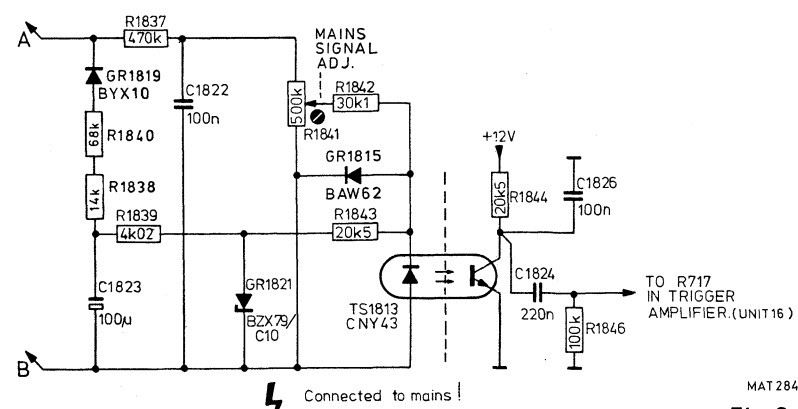 A
R1837
470k
MAINS
SIGNAL
ADJ.
GR1819
BYX10
C1822
100n
500k
R1842
30k1
R1841
68k
R1840
+12V
GR1815
BAW62
R1838
14k
20k5
R1844
C1826
100n
R1839
4k02
R1843
20k5
C1823
100µ
GR1821
BZX79/
C10
TS1813
CNY43
C1824
220n
TO R717
IN TRIGGER
AMPLIFIER.(UNIT16)
100k
R1846
B
Connected to mains!
MAT 284